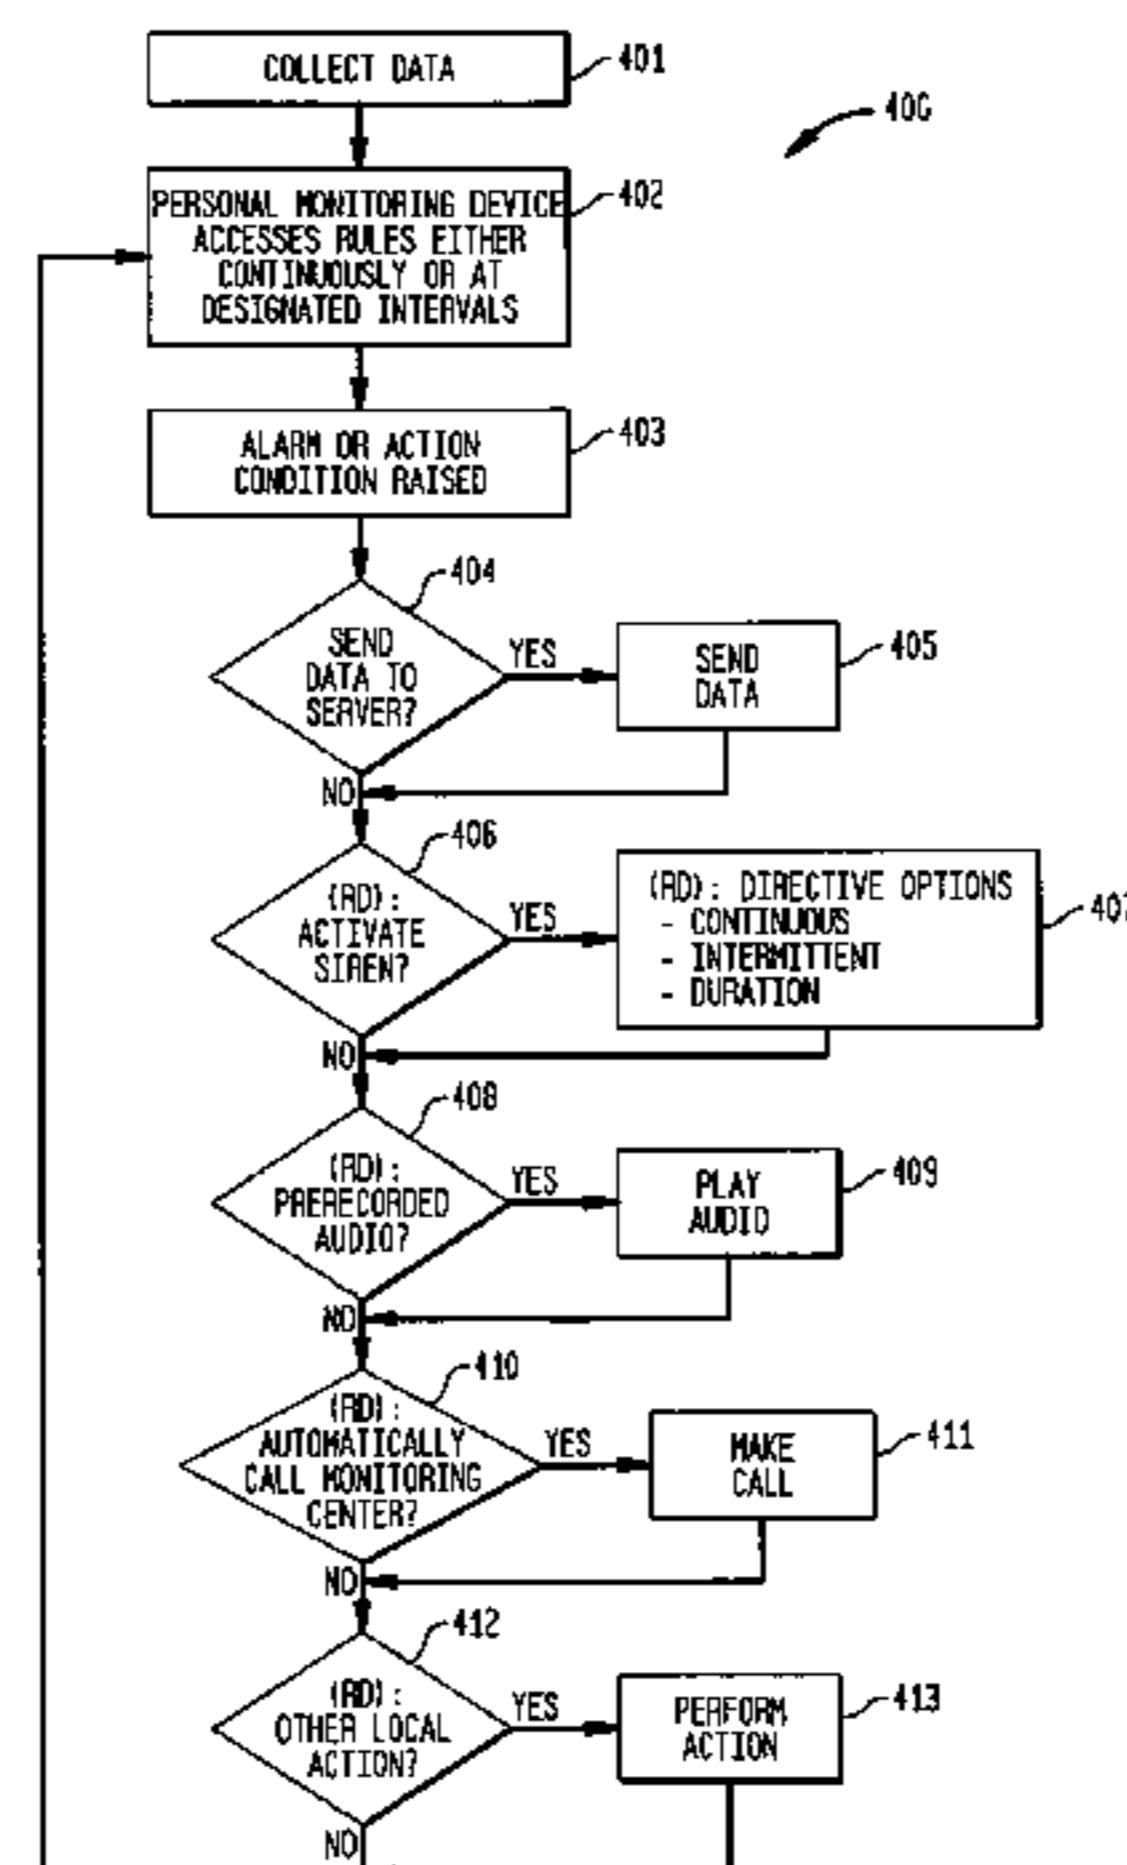 COLLECT DATA
401
400
PERSONAL MONITORING DEVICE
ACCESSES RULES EITHER
CONTINUOUSLY OR AT
DESIGNATED INTERVALS
402
ALARM OR ACTION
CONDITION RAISED
403
404
SEND
DATA TO
SERVER?
YES
SEND
DATA
405
NO
406
(RD):
ACTIVATE
SIREN?
YES
(RD): DIRECTIVE OPTIONS
- CONTINUOUS
- INTERMITTENT
- DURATION
407
NO
408
(RD):
PRERECORDED
AUDIO?
YES
PLAY
AUDIO
409
NO
410
(RD):
AUTOMATICALLY
CALL MONITORING
CENTER?
YES
MAKE
CALL
411
NO
412
(RD):
OTHER LOCAL
ACTION?
YES
PERFORM
ACTION
413
NO